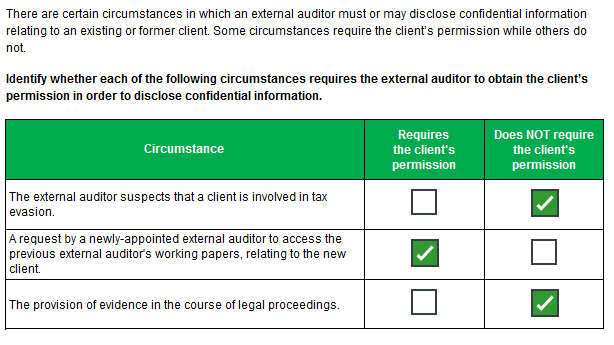 There are certain circumstances in which an external auditor must or may disclose confidential information
relating to an existing or former client. Some circumstances require the client's permission while others do
not.
Identify whether each of the following circumstances requires the external auditor to obtain the client's
permission in order to disclose confidential information.
Circumstance
Requires
the client's
permission
Does NOT require
the client's
permission
The external auditor suspects that a client is involved in tax
evasion.
A request by a newly-appointed external auditor to access the
previous external auditor's working papers, relating to the new
client.
The provision of evidence in the course of legal proceedings.